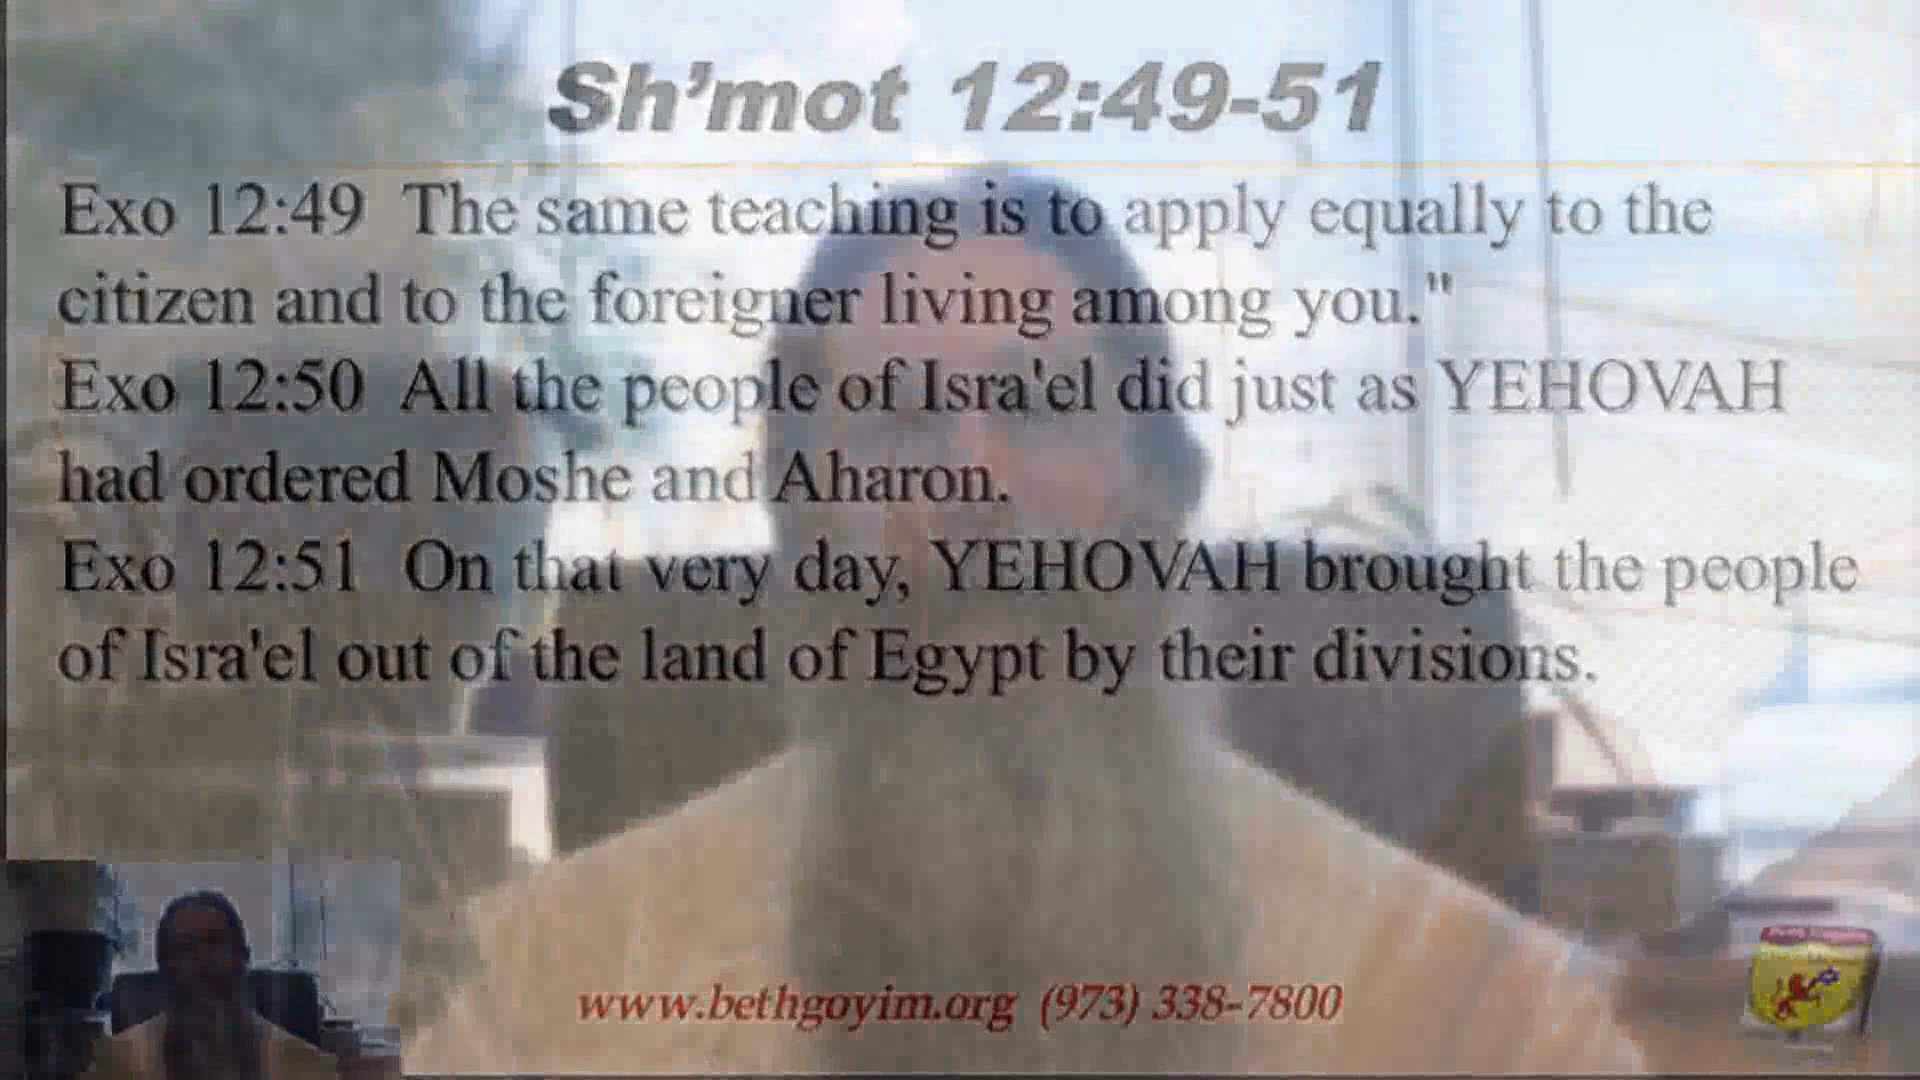 Sh’mot 12:49-51
Exo 12:49 The same teaching is to apply equally to the
citizen and to the foreigner living among you."
Exo 12:50 All the people of Isra'el did just as YEHOVAH
had ordered Moshe and Aharon.
Exo 12:51 On that very day, YEHOVAH brought the people
of Isra'el out of the land of Egypt by their divisions.
www.bethgoyim.org (973) 338-7800